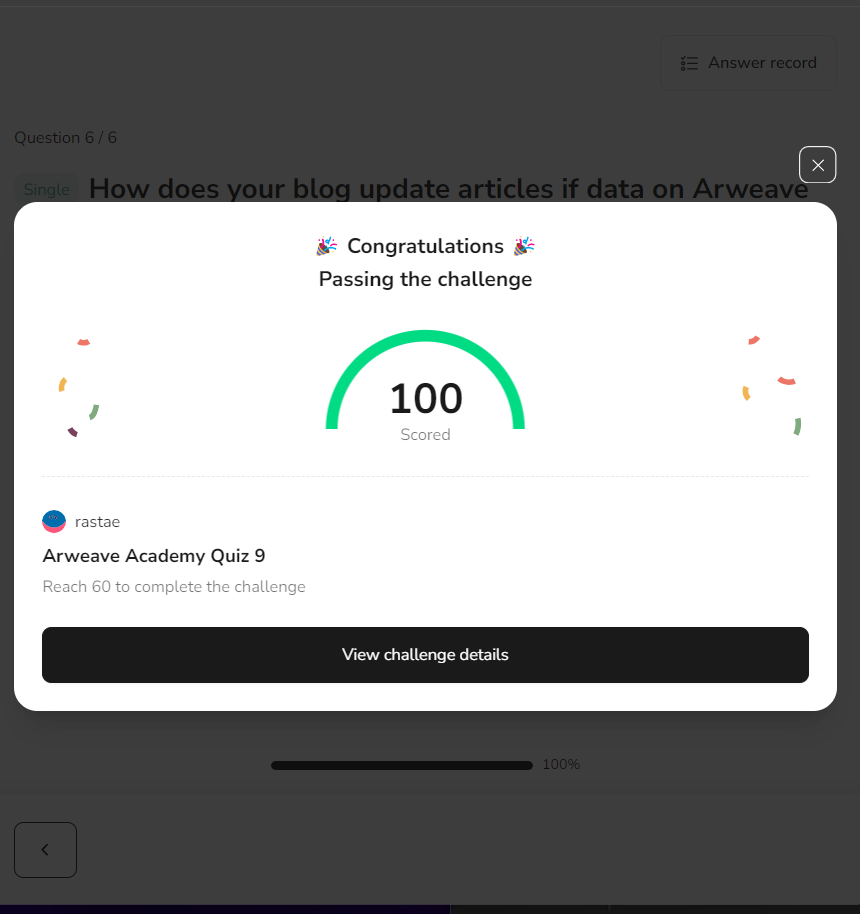 Answer record
Question 6 / 6
Single How does your blog update articles if data on Arweave
🎉 Congratulations 🎉
Passing the challenge
100
Scored
rastae
Arweave Academy Quiz 9
Reach 60 to complete the challenge
View challenge details
100%